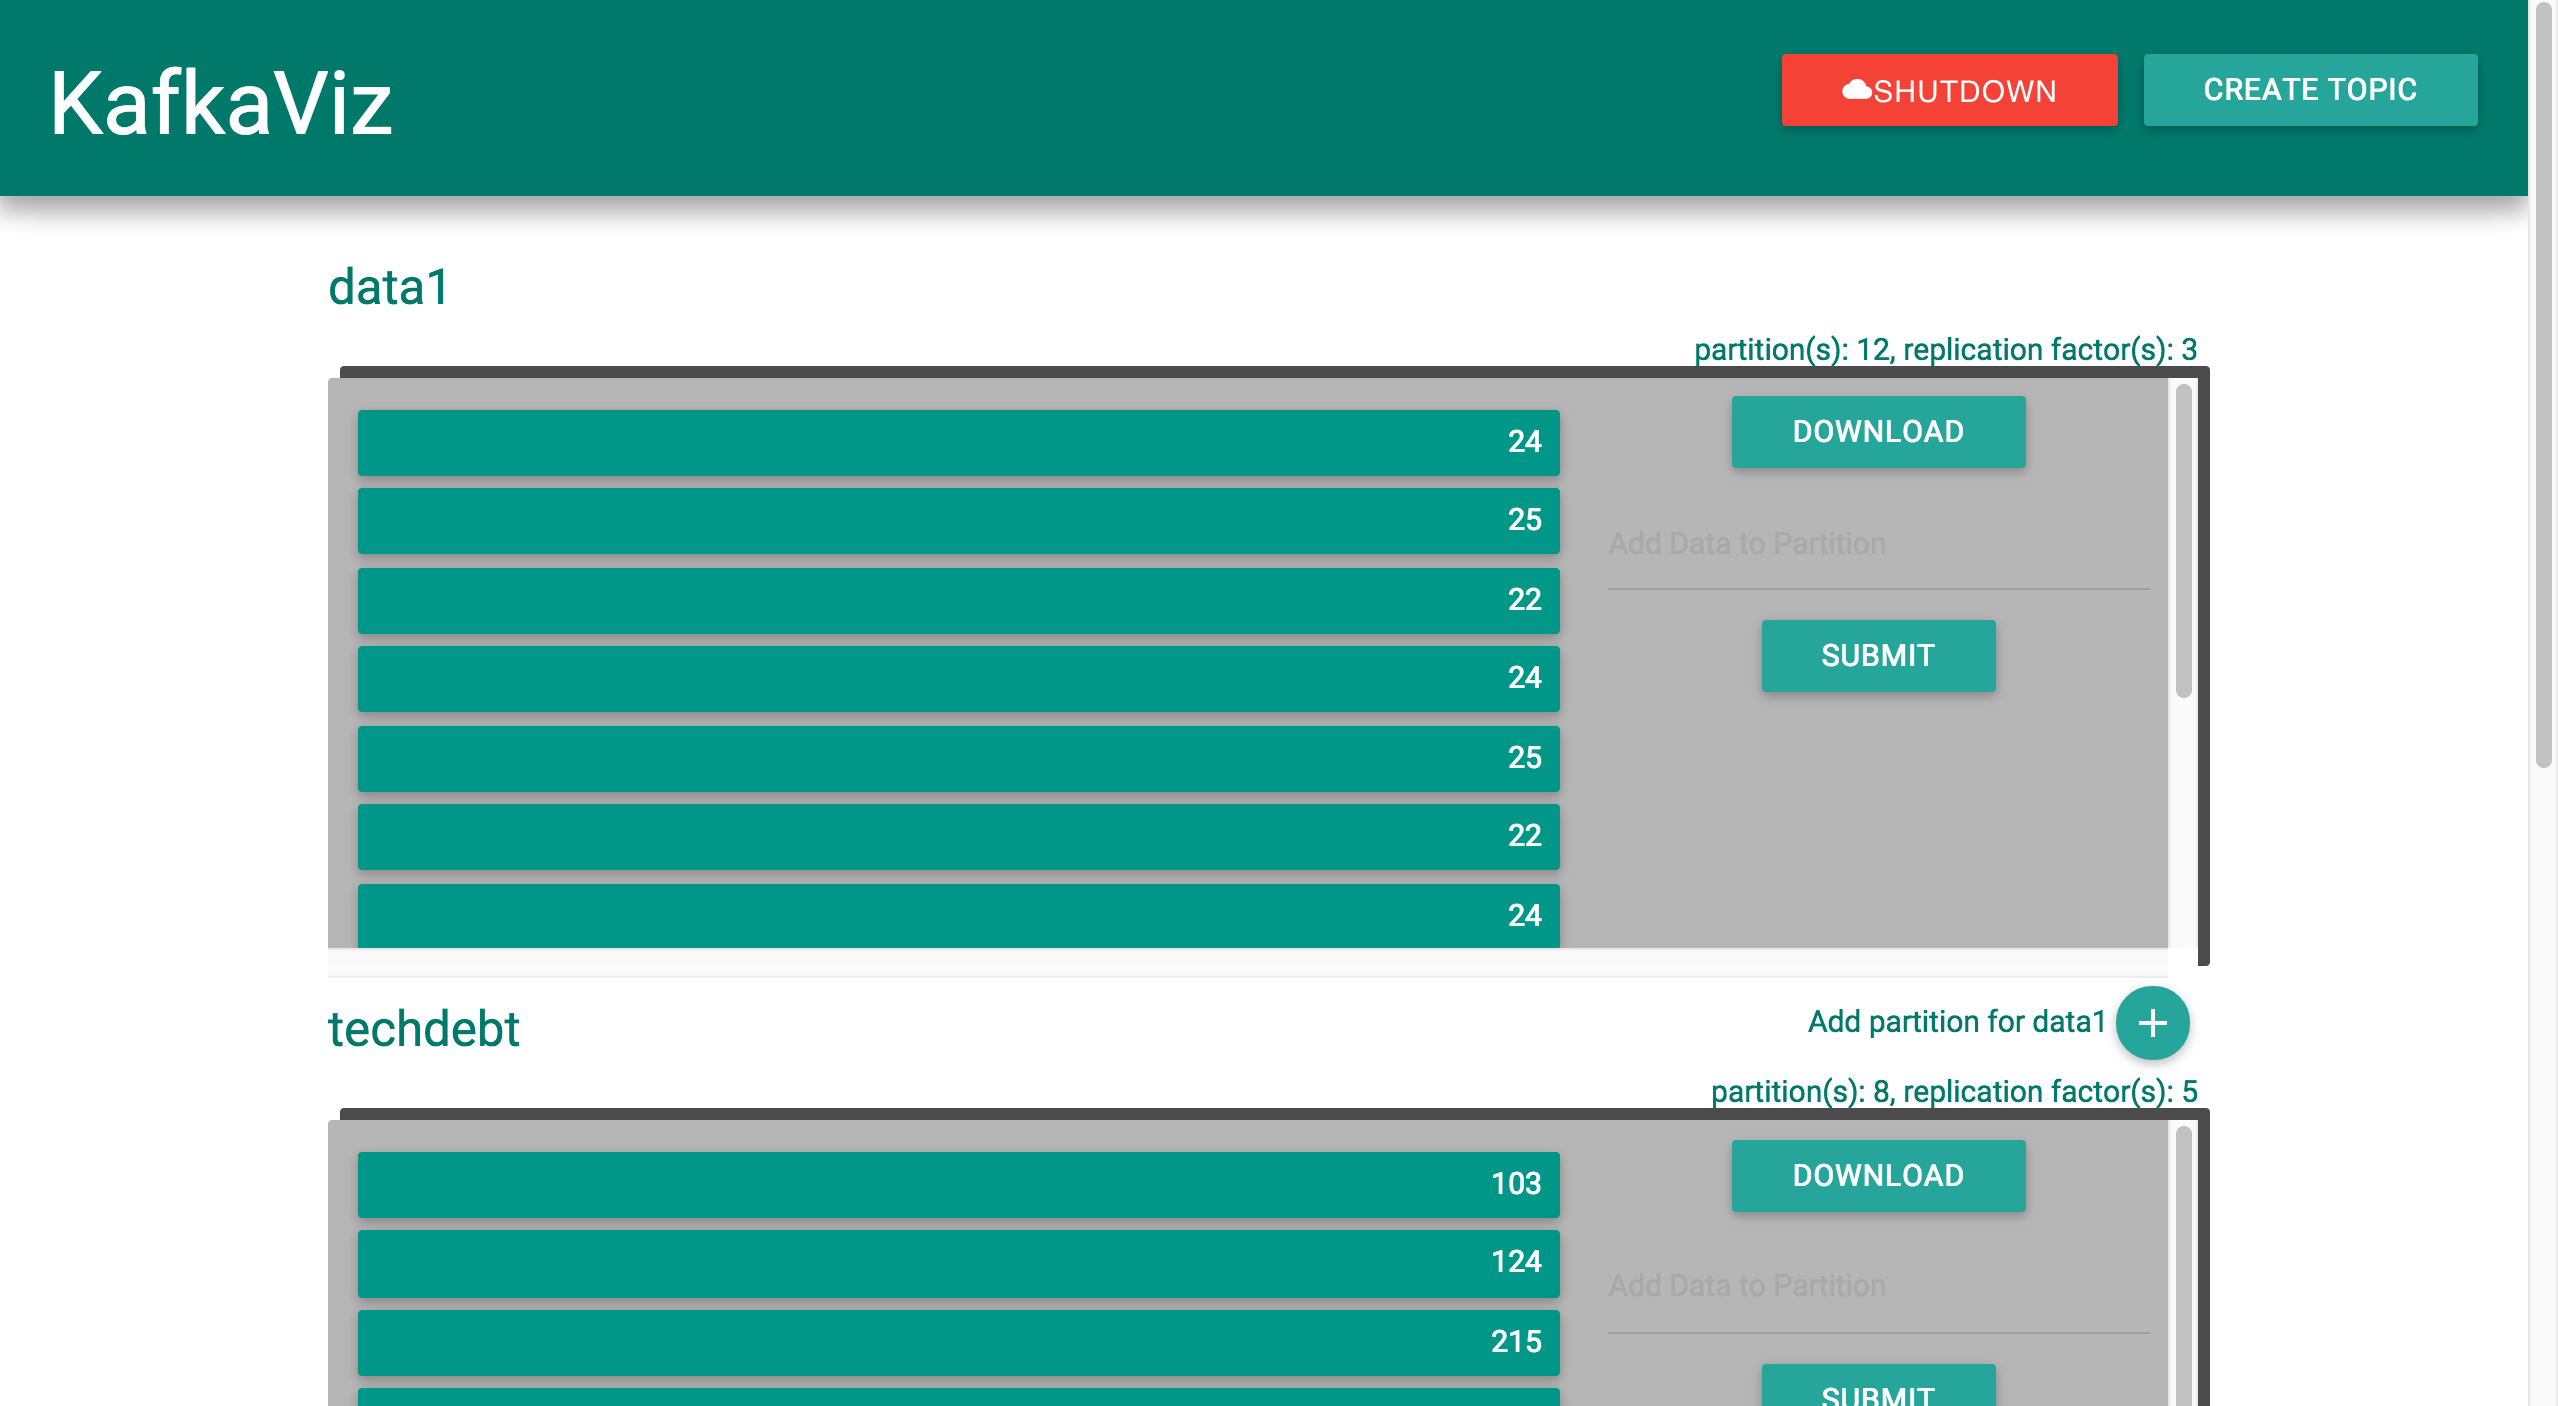 KafkaViz
SHUTDOWN
CREATE TOPIC
data1
partition(s): 12, replication factor(s): 3
24
25
22
24
25
22
24
DOWNLOAD
Add Data to Partition
SUBMIT
techdebt
Add partition for data1
partition(s): 8, replication factor(s): 5
103
124
215
DOWNLOAD
Add Data to Partition
SUBMIT